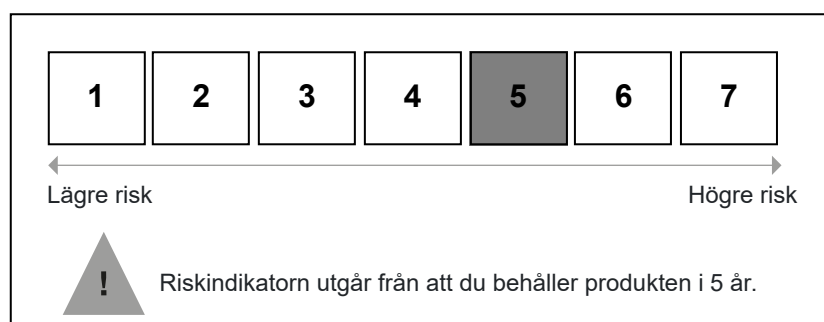 1 2 3 4 5 6 7
Lägre risk Högre risk
! Riskindikatorn utgår från att du behåller produkten i 5 år.